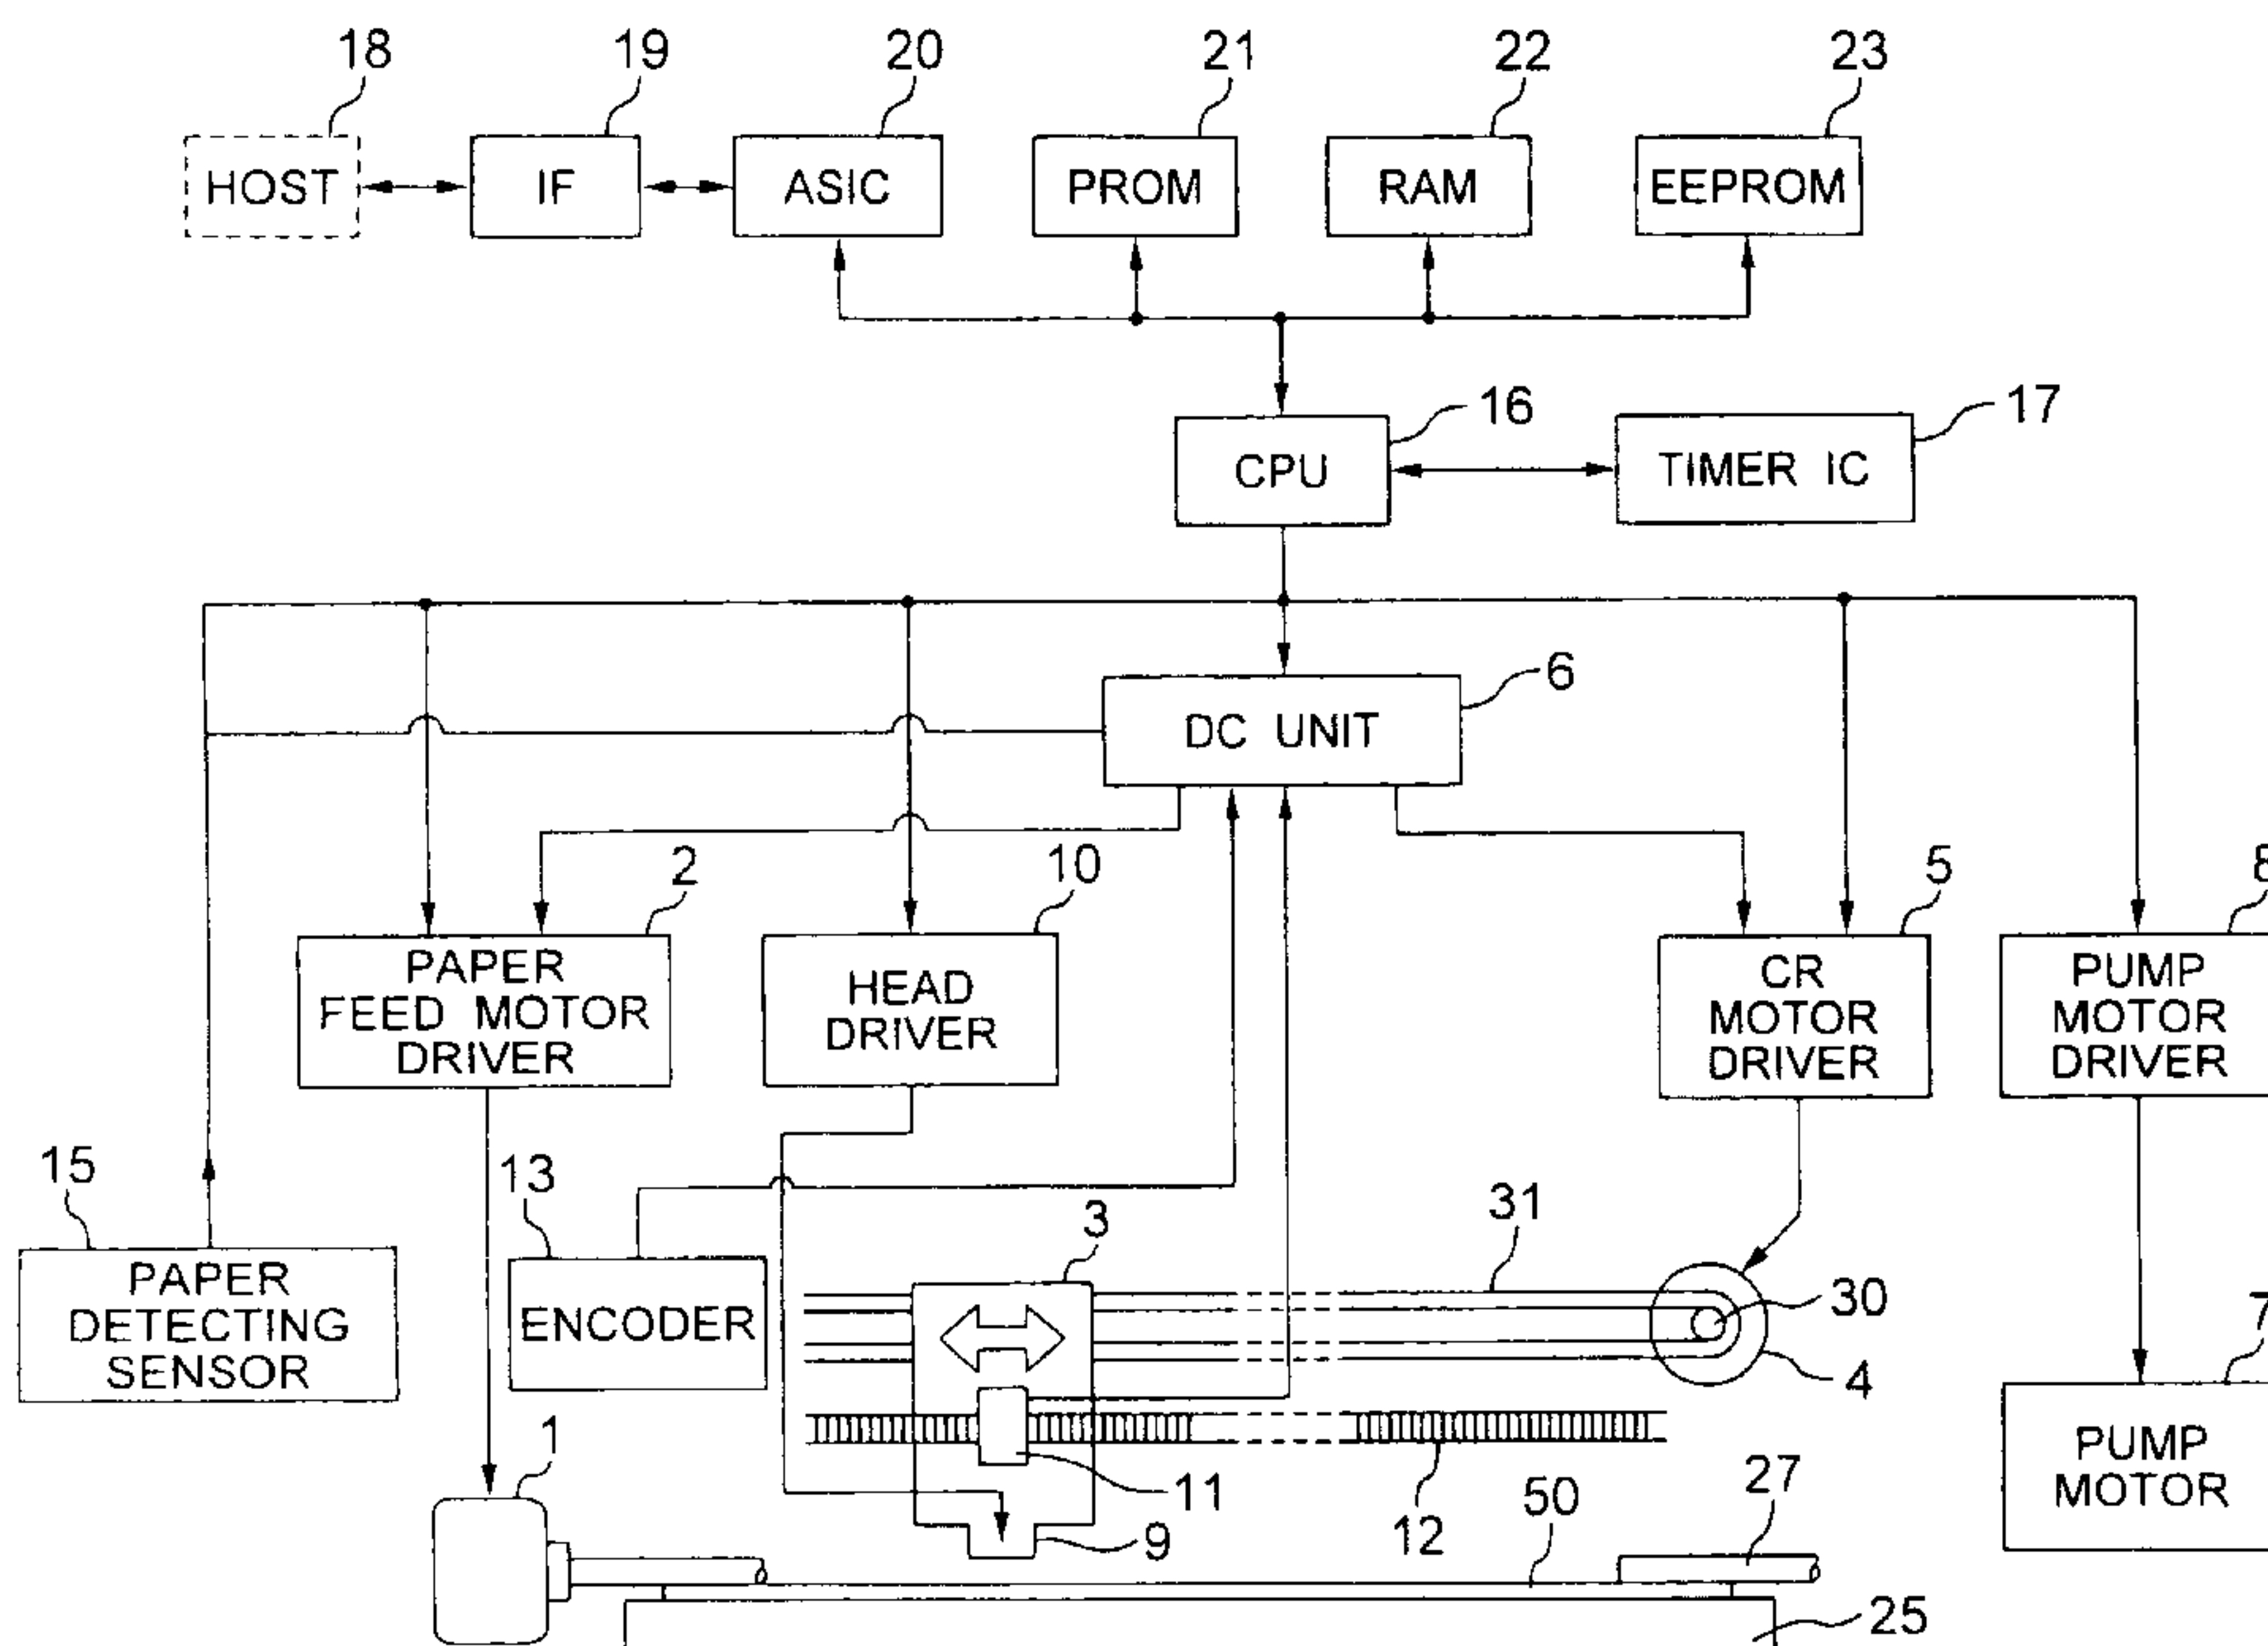 18 19 20 21 22 23
HOST IF ASIC PROM RAM EEPROM
16 17
CPU TIMER IC
6
DC UNIT
2 10 5 8
PAPER
FEED MOTOR
DRIVER
HEAD
DRIVER
CR
MOTOR
DRIVER
PUMP
MOTOR
DRIVER
15 13 3 31
PAPER
DETECTING
SENSOR
ENCODER
30
4
7
PUMP
MOTOR
1
11
12
50
27
9
25